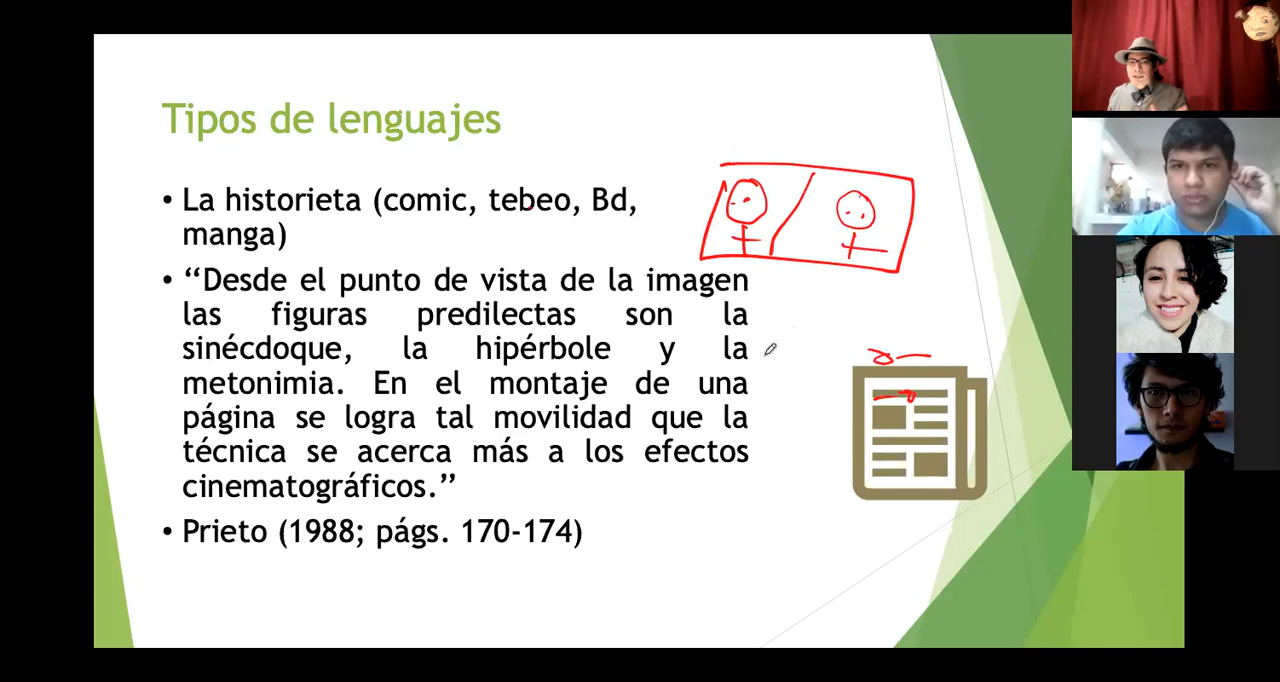 Tipos de lenguajes
• La historieta (comic, tebeo, Bd,
manga)
• “Desde el punto de vista de la imagen
las figuras predilectas son la
sinécdoque, la hipérbole y la
metonimia. En el montaje de una
página se logra tal movilidad que la
técnica se acerca más a los efectos
cinematográficos.”
• Prieto (1988; págs. 170-174)